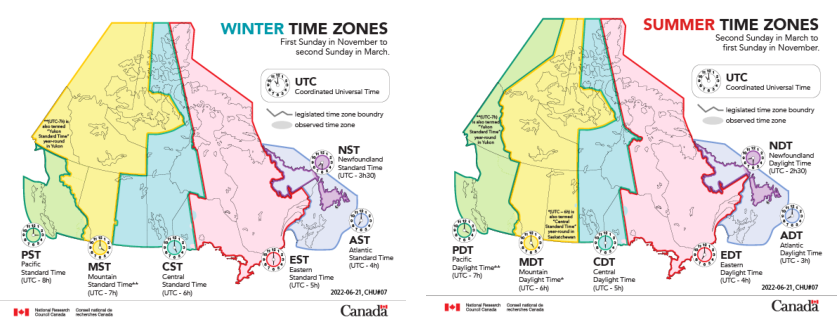 WINTER TIME ZONES
First Sunday in November to
second Sunday in March.
UTC
Coordinated Universal Time
legislated time zone boundry
observed time zone
**(UTC-7h) is
also termed
"Yukon
Standard Time"
year-round
in Yukon
NST
Newfoundland
Standard Time
(UTC - 3h30)
AST
Atlantic
Standard Time
(UTC - 4h)
EST
Eastern
Standard Time
(UTC - 5h)
CST
Central
Standard Time
(UTC - 6h)
MST
Mountain
Standard Time**
(UTC - 7h)
PST
Pacific
Standard Time
(UTC - 8h)
2022-06-21, CHU#07
National Research
Council Canada
Conseil national de
recherches Canada
Canada
SUMMER TIME ZONES
Second Sunday in March to
first Sunday in November.
UTC
Coordinated Universal Time
legislated time zone boundry
observed time zone
**(UTC-7h)
is also termed
"Yukon
Standard Time"
year-round
in Yukon
*(UTC - 6h) is
also termed
"Central
Standard Time"
year-round in
Saskatchewan
NDT
Newfoundland
Daylight Time
(UTC - 2h30)
ADT
Atlantic
Daylight Time
(UTC - 3h)
EDT
Eastern
Daylight Time
(UTC - 4h)
CDT
Central
Daylight Time
(UTC - 5h)
MDT
Mountain
Daylight Time*
(UTC - 6h)
PDT
Pacific
Daylight Time**
(UTC - 7h)
2022-06-21, CHU#07
National Research
Council Canada
Conseil national de
recherches Canada
Canada